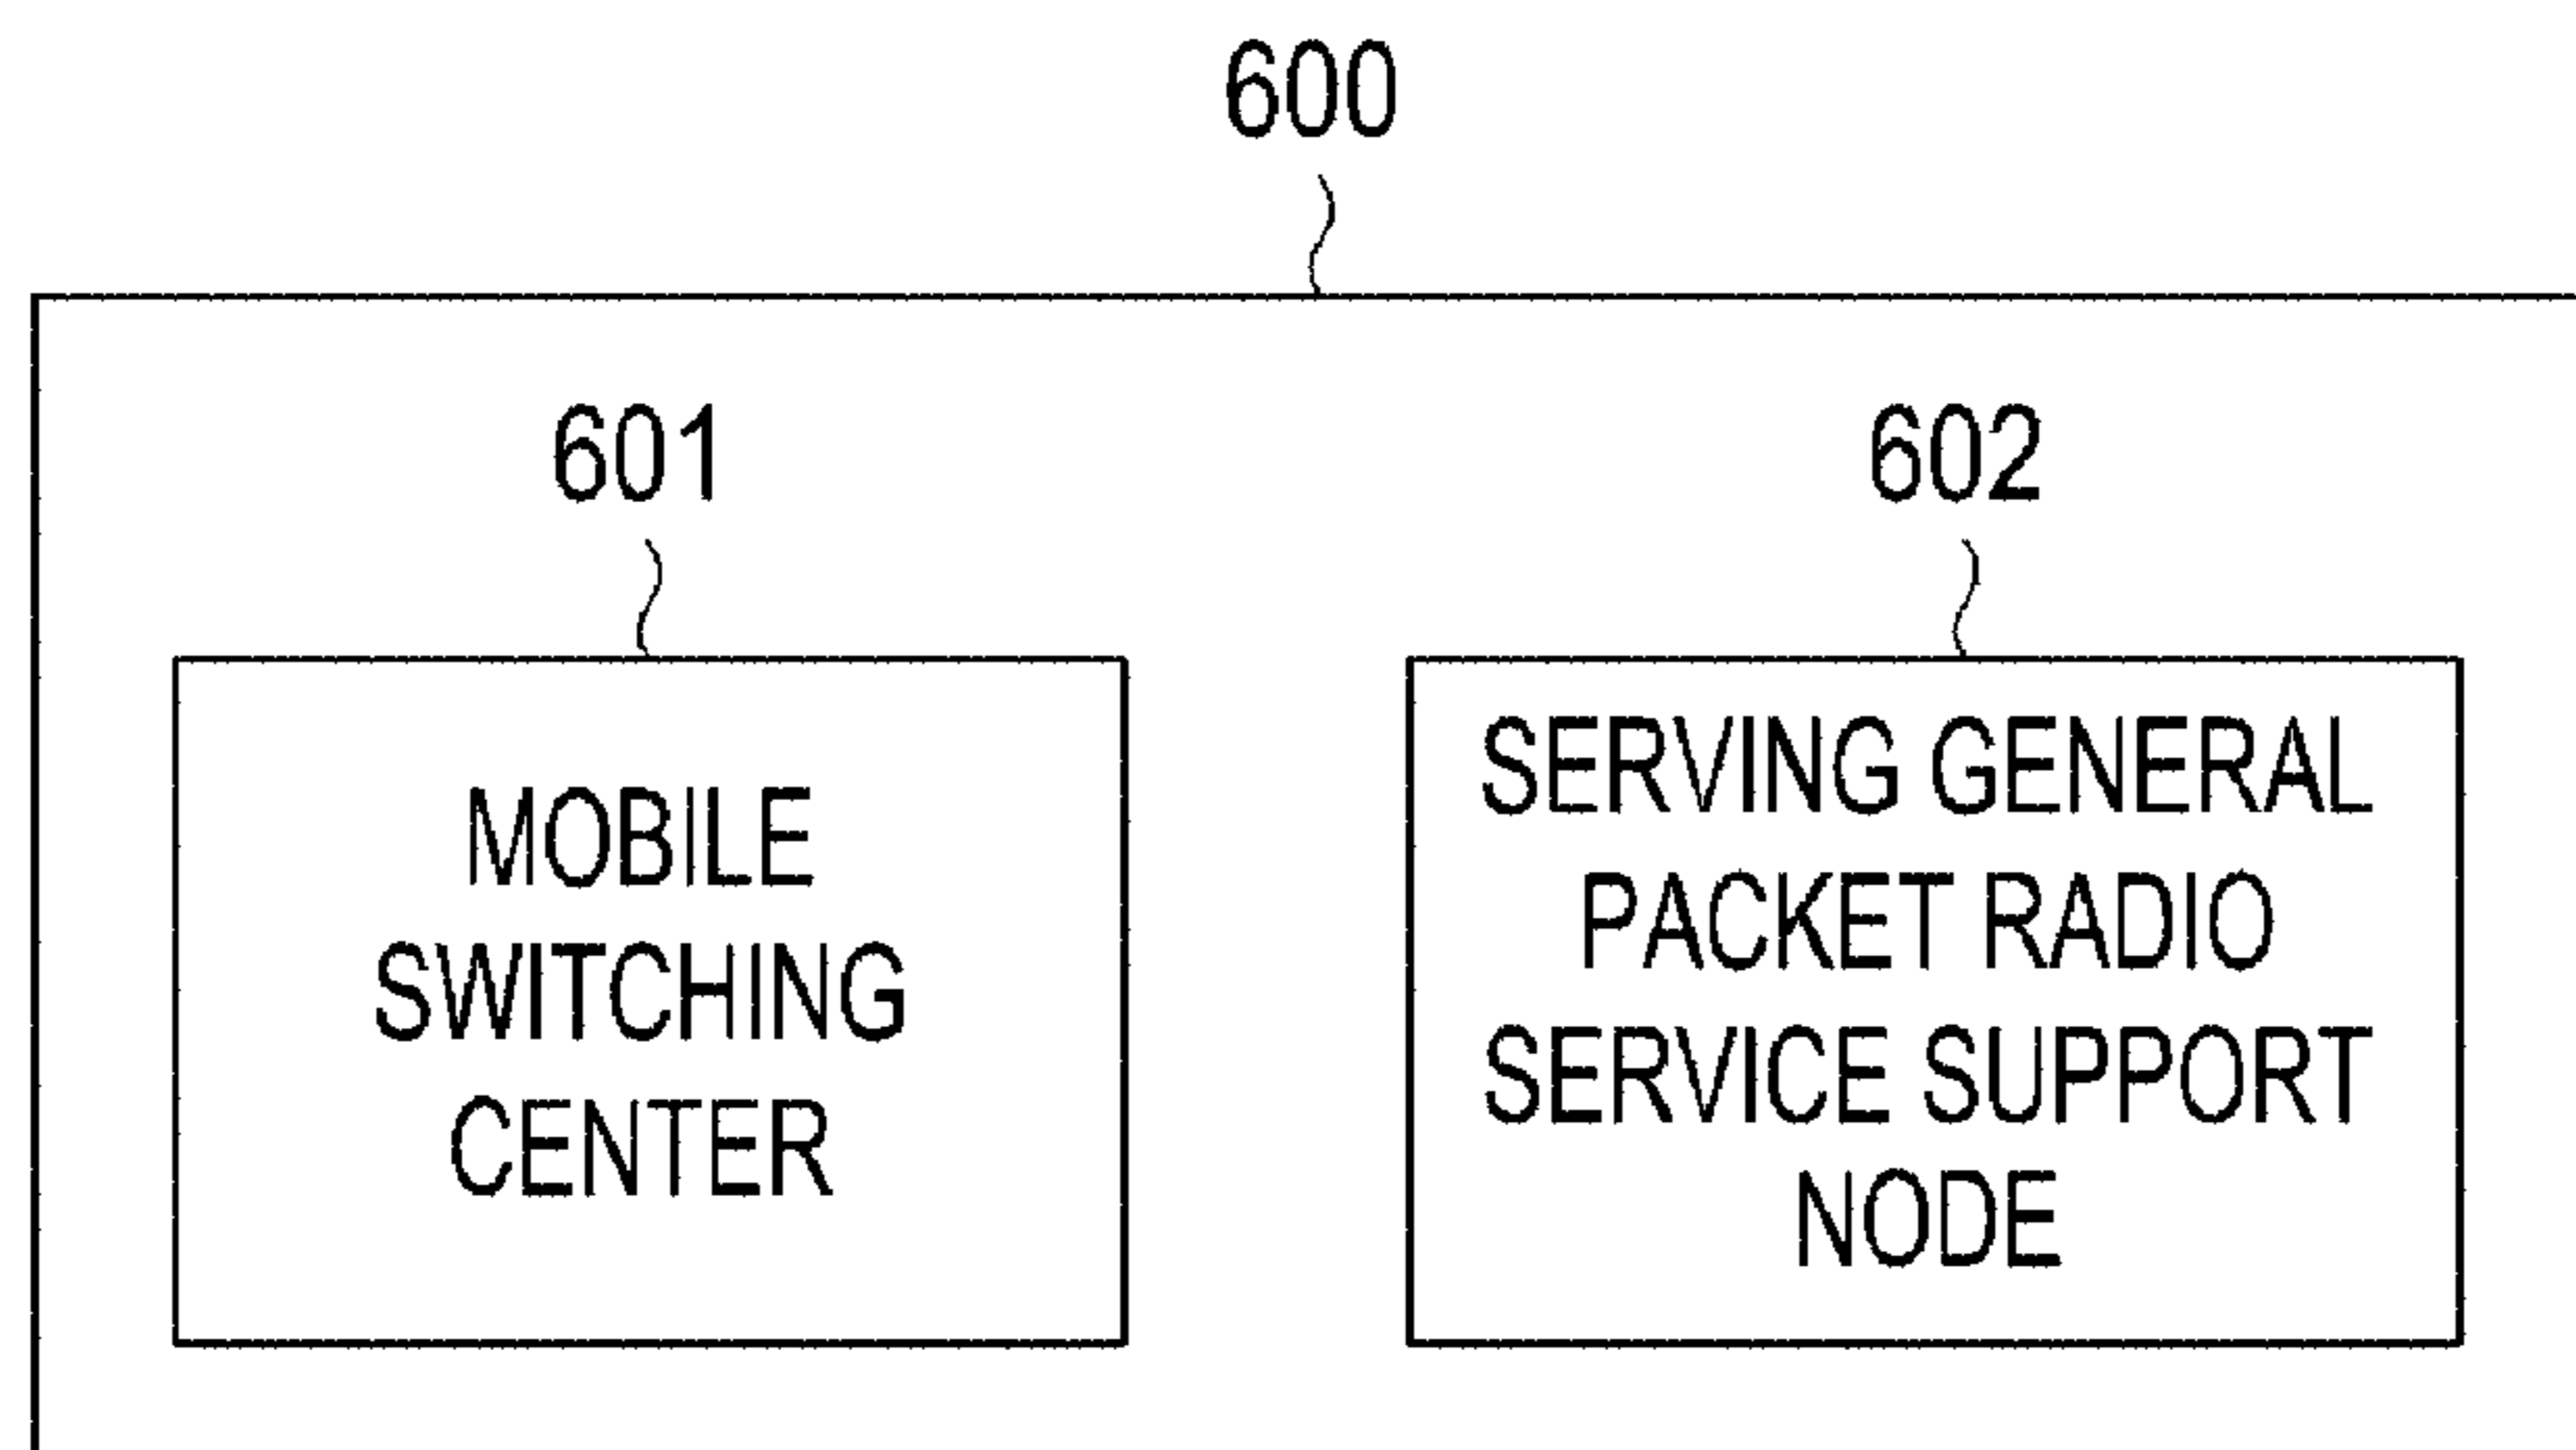 600
601
602
MOBILE
SWITCHING
CENTER
SERVING GENERAL
PACKET RADIO
SERVICE SUPPORT
NODE